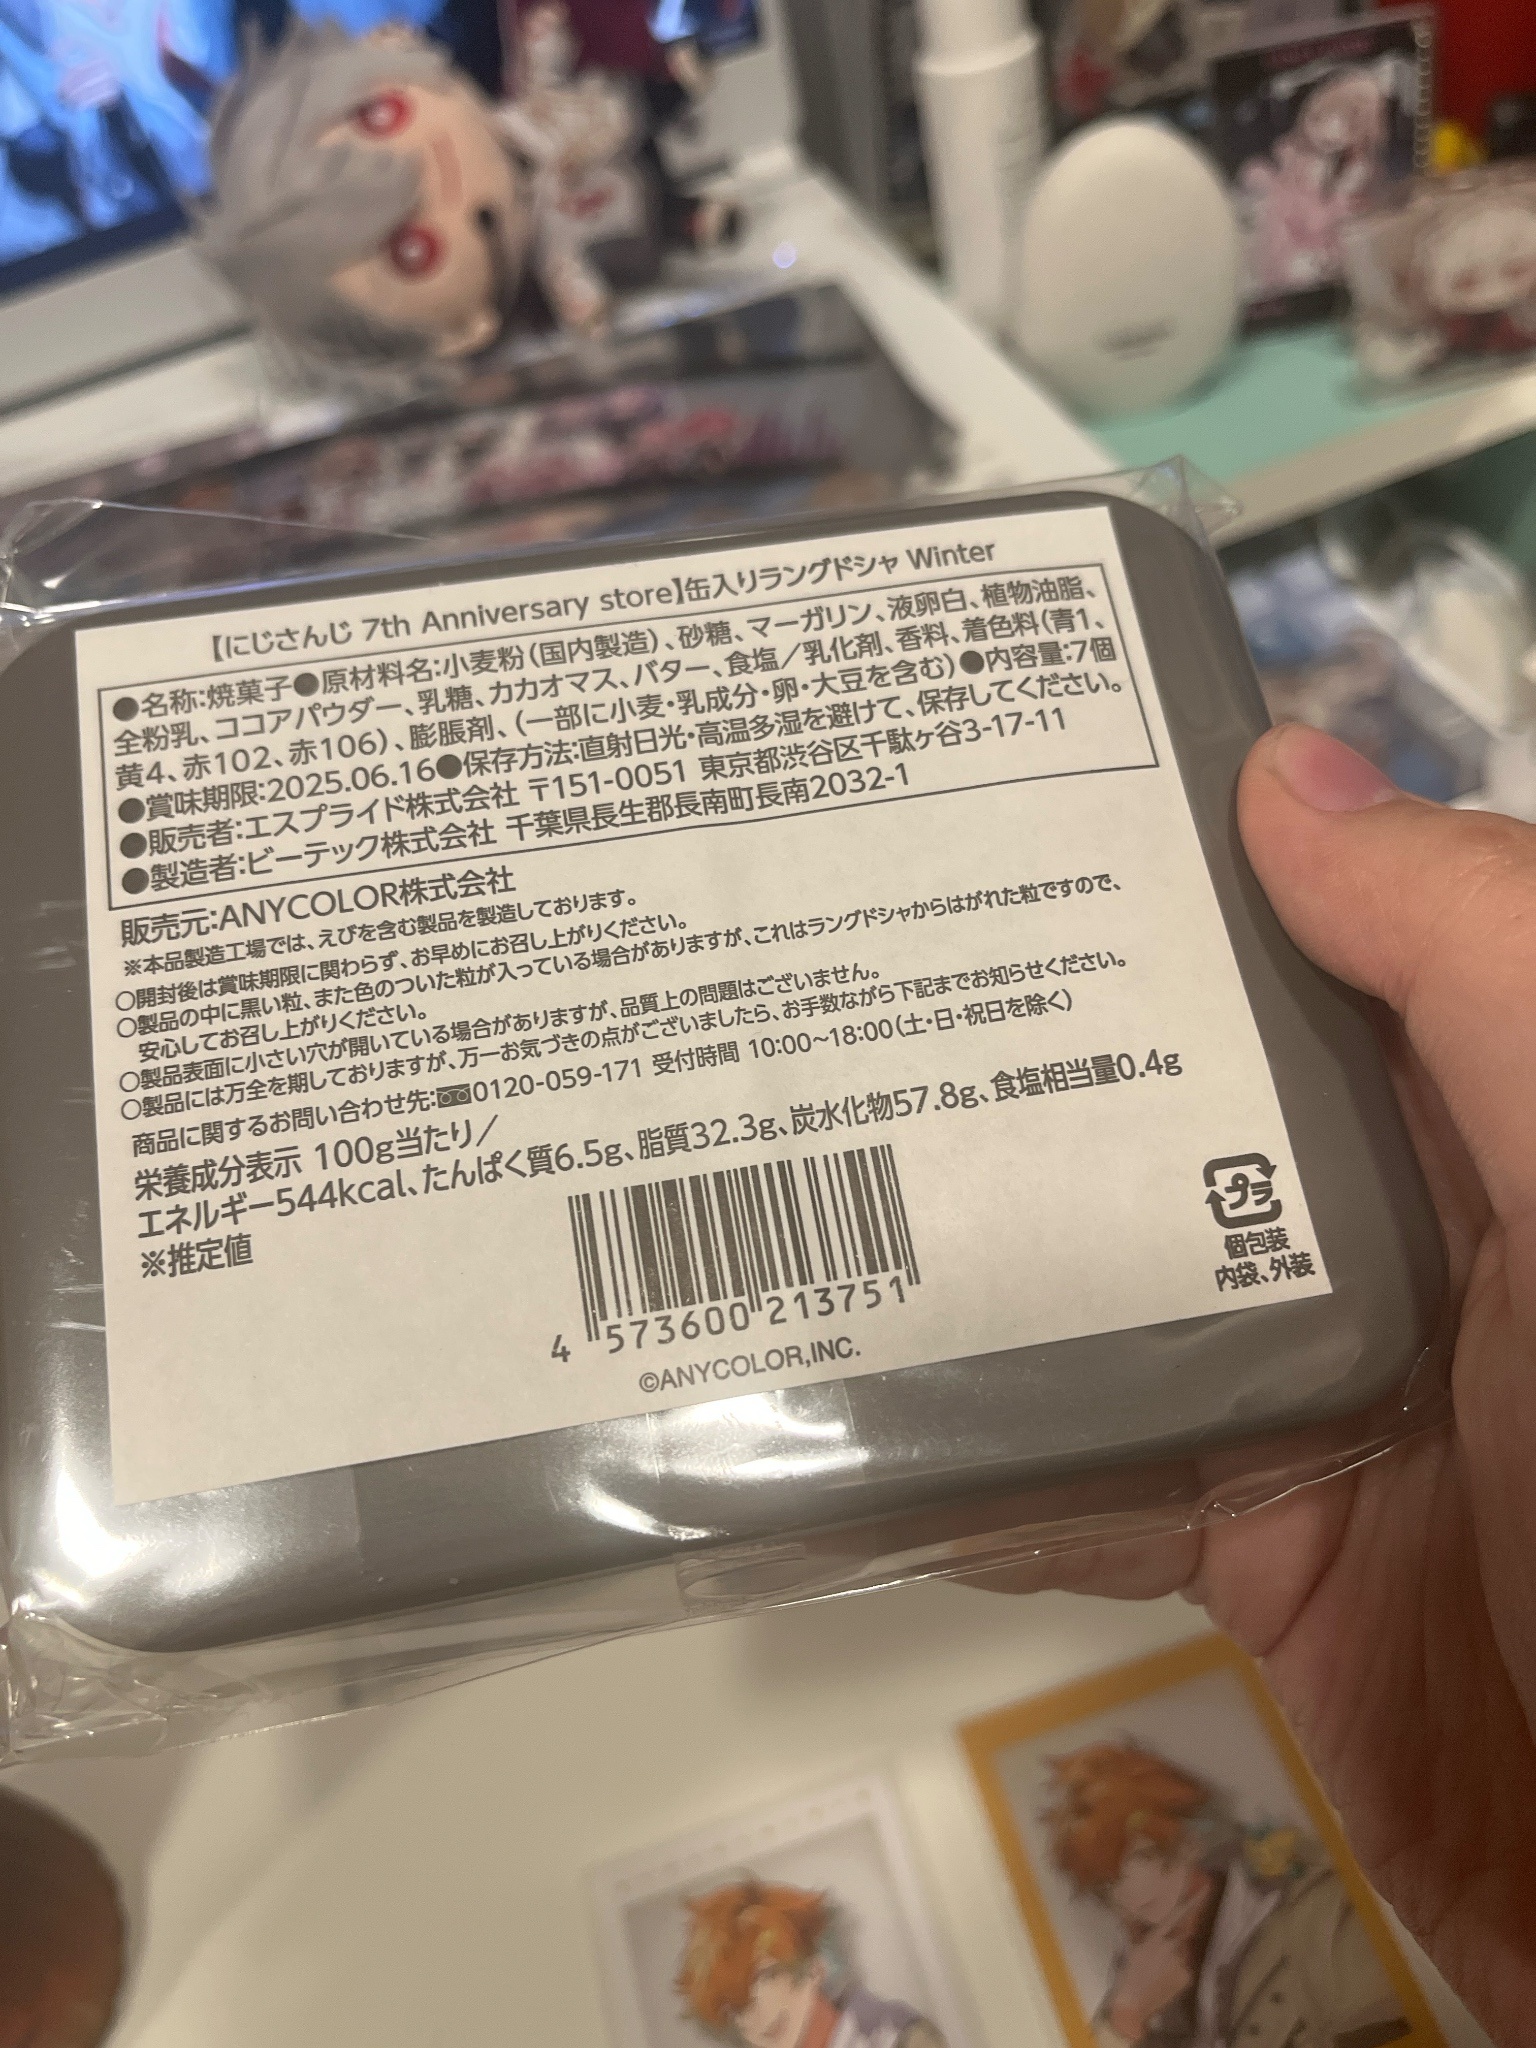 【にじさんじ 7th Anniversary store】缶入りラングドシャ Winter
●名称:焼菓子●原材料名:小麦粉(国内製造)、砂糖、マーガリン、液卵白、植物油脂、
全粉乳、ココアパウダー、乳糖、カカオマス、バター、食塩/乳化剤、香料、着色料(青1、
黄4、赤102、赤106)、膨脹剤、(一部に小麦・乳成分・卵・大豆を含む)●内容量:7個
●賞味期限:2025.06.16●保存方法:直射日光・高温多湿を避けて、保存してください。
●販売者:エスプライド株式会社 〒151-0051 東京都渋谷区千駄ヶ谷3-17-11
●製造者:ビーテック株式会社 千葉県長生郡長南町長南2032-1
販売元:ANYCOLOR株式会社
※本品製造工場では、えびを含む製品を製造しております。
○開封後は賞味期限に関わらず、お早めにお召し上がりください。
○製品の中に黒い粒、また色のついた粒が入っている場合がありますが、これはラングドシャからはがれた粒ですので、
安心してお召し上がりください。
○製品表面に小さい穴が開いている場合がありますが、品質上の問題はございません。
○製品には万全を期しておりますが、万一お気づきの点がございましたら、お手数ながら下記までお知らせください。
商品に関するお問い合わせ先:0120-059-171 受付時間 10:00~18:00(土・日・祝日を除く)
栄養成分表示 100g当たり/
エネルギー544kcal、たんぱく質6.5g、脂質32.3g、炭水化物57.8g、食塩相当量0.4g
※推定値
プラ
個包装
内袋、外装
4 573600 213751
©ANYCOLOR,INC.